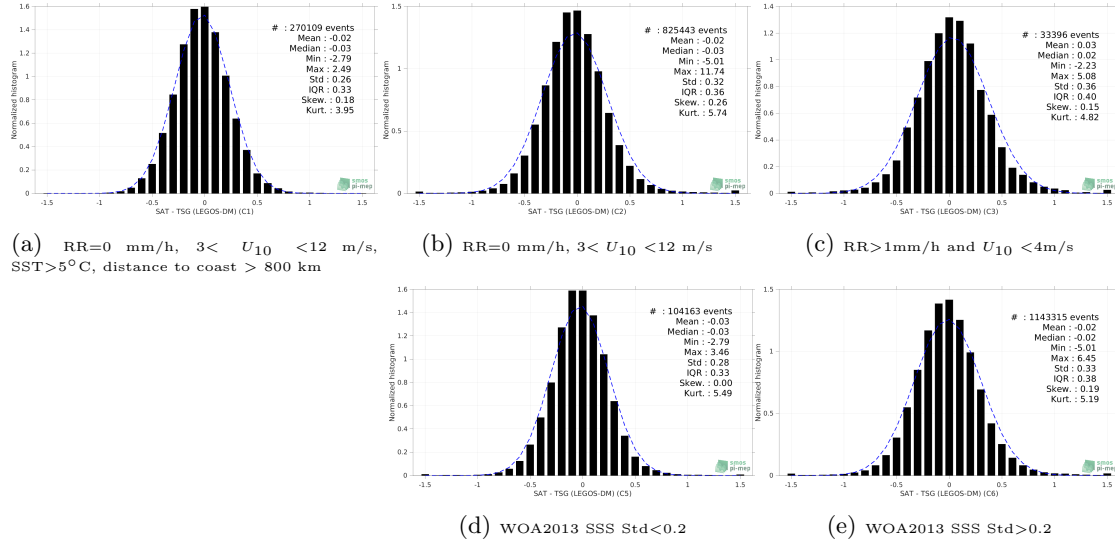 1.6
1.4
1.2
1
0.8
0.6
0.4
0.2
0
-1.5
-1
-0.5
0
0.5
1
1.5
Normalized histogram
SAT - TSG (LEGOS-DM) (C1)
# : 270109 events
Mean : -0.02
Median : -0.03
Min : -2.79
Max : 2.49
Std : 0.26
IQR : 0.33
Skew. : 0.18
Kurt. : 3.95
smos
pi-mep
(a) RR=0 mm/h, 3< U10 <12 m/s,
SST>5°C, distance to coast > 800 km
1.5
1
0.5
0
-1.5
-1
-0.5
0
0.5
1
1.5
Normalized histogram
SAT - TSG (LEGOS-DM) (C2)
# : 825443 events
Mean : -0.02
Median : -0.03
Min : -5.01
Max : 11.74
Std : 0.32
IQR : 0.36
Skew. : 0.26
Kurt. : 5.74
smos
pi-mep
(b) RR=0 mm/h, 3< U10 <12 m/s
1.4
1.2
1
0.8
0.6
0.4
0.2
0
-1.5
-1
-0.5
0
0.5
1
1.5
Normalized histogram
SAT - TSG (LEGOS-DM) (C3)
# : 33396 events
Mean : 0.03
Median : 0.02
Min : -2.23
Max : 5.08
Std : 0.36
IQR : 0.40
Skew. : 0.15
Kurt. : 4.82
smos
pi-mep
(c) RR>1mm/h and U10 <4m/s
1.6
1.4
1.2
1
0.8
0.6
0.4
0.2
0
-1.5
-1
-0.5
0
0.5
1
1.5
Normalized histogram
SAT - TSG (LEGOS-DM) (C5)
# : 104163 events
Mean : -0.03
Median : -0.03
Min : -2.79
Max : 3.46
Std : 0.28
IQR : 0.33
Skew. : 0.00
Kurt. : 5.49
smos
pi-mep
(d) WOA2013 SSS Std<0.2
1.5
1
0.5
0
-1.5
-1
-0.5
0
0.5
1
1.5
Normalized histogram
SAT - TSG (LEGOS-DM) (C6)
# : 1143315 events
Mean : -0.02
Median : -0.02
Min : -5.01
Max : 6.45
Std : 0.33
IQR : 0.38
Skew. : 0.19
Kurt. : 5.19
smos
pi-mep
(e) WOA2013 SSS Std>0.2